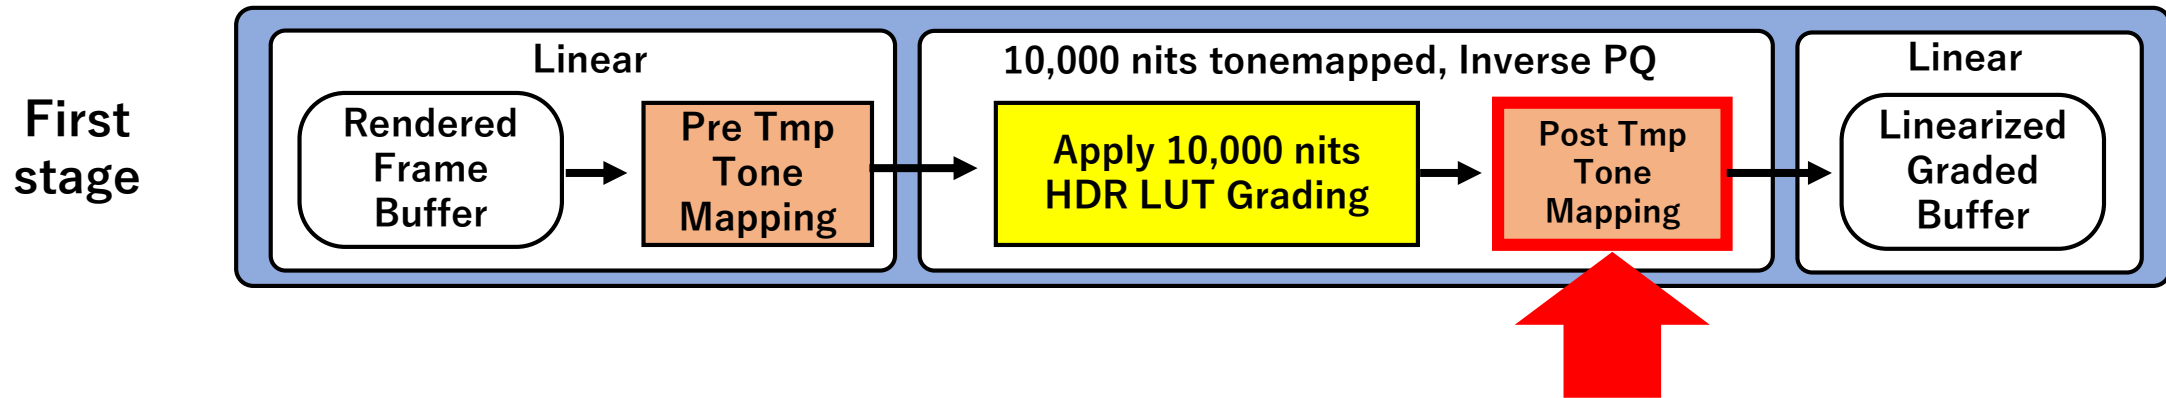 First
stage
Linear
Rendered
Frame
Buffer
Pre Tmp
Tone
Mapping
10,000 nits tonemapped, Inverse PQ
Apply 10,000 nits
HDR LUT Grading
Post Tmp
Tone
Mapping
Linear
Linearized
Graded
Buffer